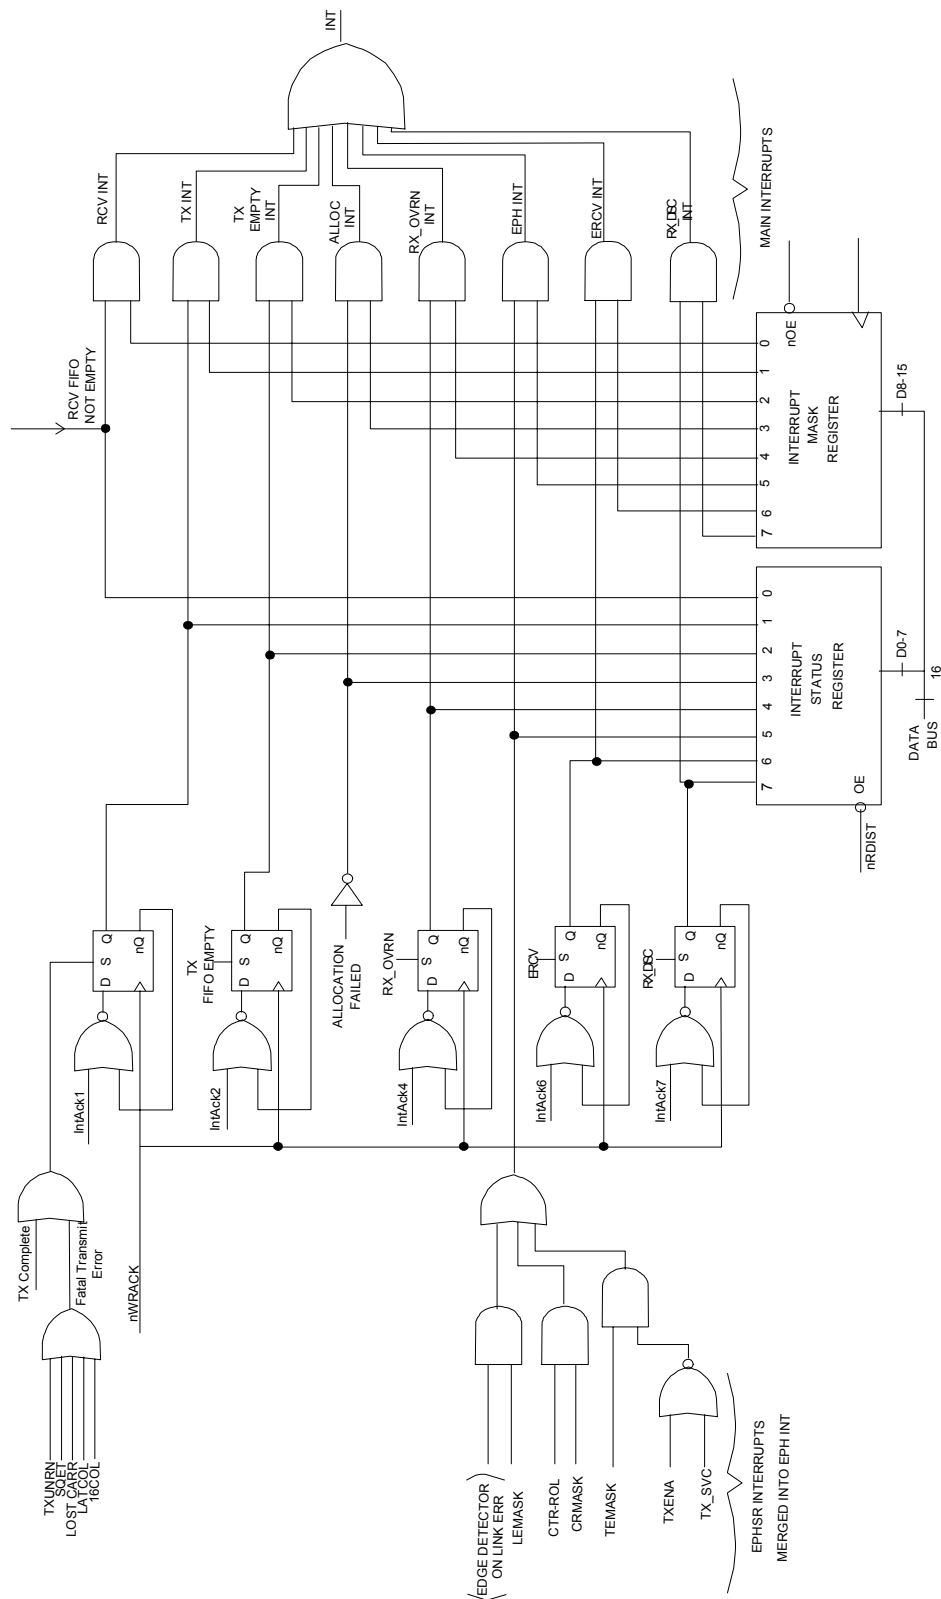 INT
RCV INT
TX INT
TX
EMPTY
INT
ALLOC
INT
RX_OVRN
INT
EPH INT
ERCV INT
RX_DSC
INT
MAIN INTERRUPTS
RCV FIFO
NOT EMPTY
0
1
2
3
4
5
6
7
nOE
INTERRUPT
MASK
REGISTER
D8-15
0
1
2
3
4
5
6
7
INTERRUPT
STATUS
REGISTER
OE
nRDIST
D0-7
16
DATA
BUS
D
S
Q
nQ
IntAck1
TX
FIFO EMPTY
D
S
Q
nQ
IntAck2
ALLOCATION
FAILED
RX_OVRN
D
S
Q
nQ
IntAck4
ERCV
D
S
Q
nQ
IntAck6
RX_DSC
D
S
Q
nQ
IntAck7
TX Complete
Fatal Transmit
Error
nWRACK
TXUNRN
SQET
LOST CARR
LATCOL
16COL
EDGE DETECTOR
ON LINK ERR
LEMASK
CTR-ROL
CRMASK
TEMASK
TXENA
TX_SVC
EPHSR INTERRUPTS
MERGED INTO EPH INT